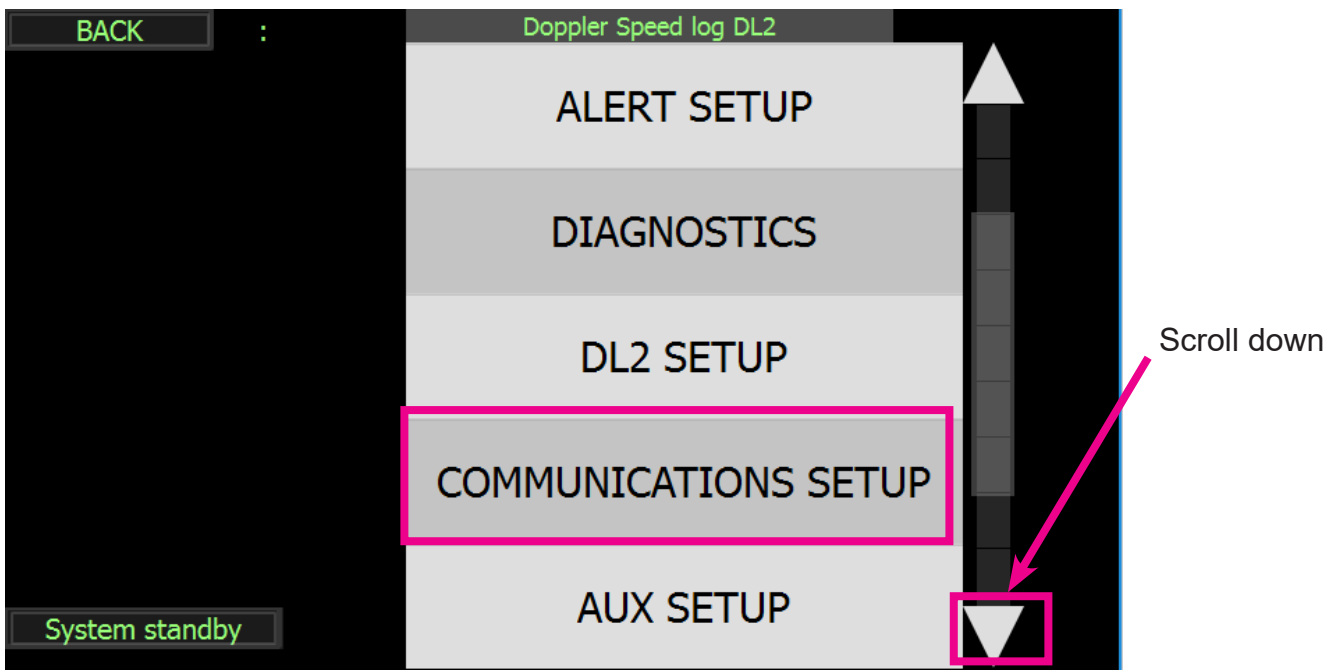 BACK : Doppler Speed log DL2
ALERT SETUP
DIAGNOSTICS
DL2 SETUP
Scroll down
COMMUNICATIONS SETUP
AUX SETUP
System standby